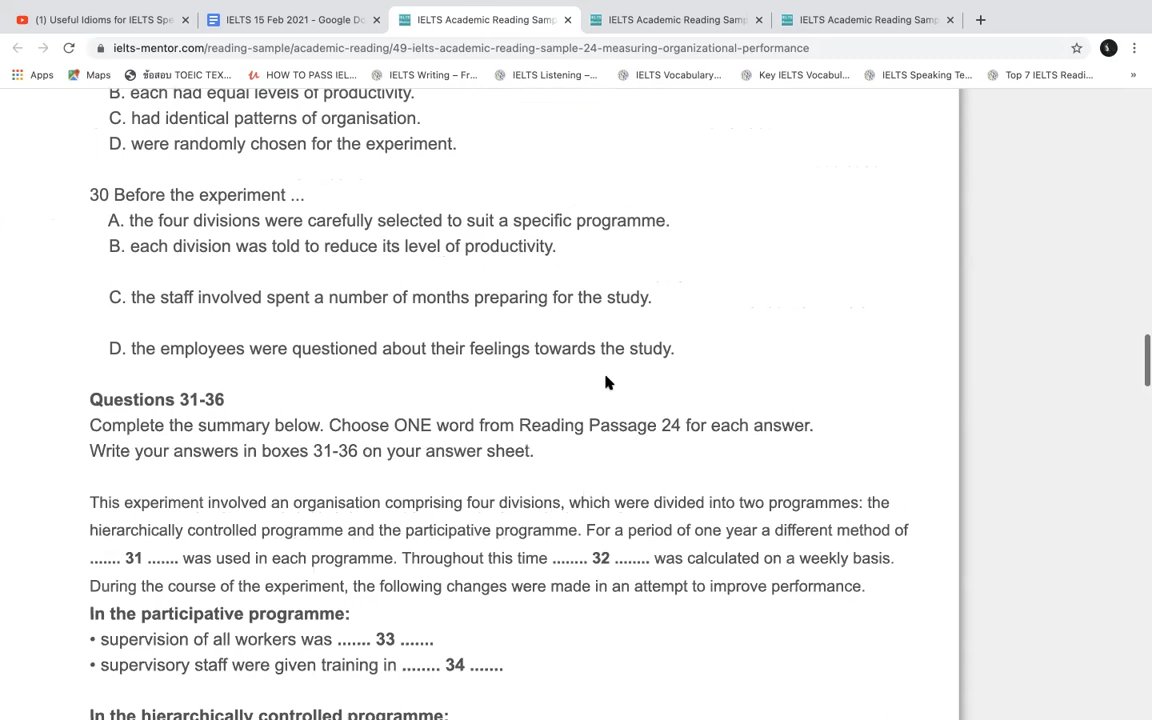 (1) Useful Idioms for IELTS Spe
IELTS 15 Feb 2021 - Google Do
IELTS Academic Reading Samp
IELTS Academic Reading Samp
IELTS Academic Reading Samp
ielts-mentor.com/reading-sample/academic-reading/49-ielts-academic-reading-sample-24-measuring-organizational-performance
Apps
Maps
ข้อสอบ TOEIC TEX...
HOW TO PASS IEL...
IELTS Writing – Fr...
IELTS Listening –...
IELTS Vocabulary...
Key IELTS Vocabul...
IELTS Speaking Te...
Top 7 IELTS Readi...
»
B. each had equal levels of productivity.
C. had identical patterns of organisation.
D. were randomly chosen for the experiment.
30 Before the experiment ...
A. the four divisions were carefully selected to suit a specific programme.
B. each division was told to reduce its level of productivity.
C. the staff involved spent a number of months preparing for the study.
D. the employees were questioned about their feelings towards the study.
Questions 31-36
Complete the summary below. Choose ONE word from Reading Passage 24 for each answer.
Write your answers in boxes 31-36 on your answer sheet.
This experiment involved an organisation comprising four divisions, which were divided into two programmes: the
hierarchically controlled programme and the participative programme. For a period of one year a different method of
....... 31 ....... was used in each programme. Throughout this time ........ 32 ........ was calculated on a weekly basis.
During the course of the experiment, the following changes were made in an attempt to improve performance.
In the participative programme:
• supervision of all workers was ....... 33 .......
• supervisory staff were given training in ........ 34 .......
In the hierarchically controlled programme: